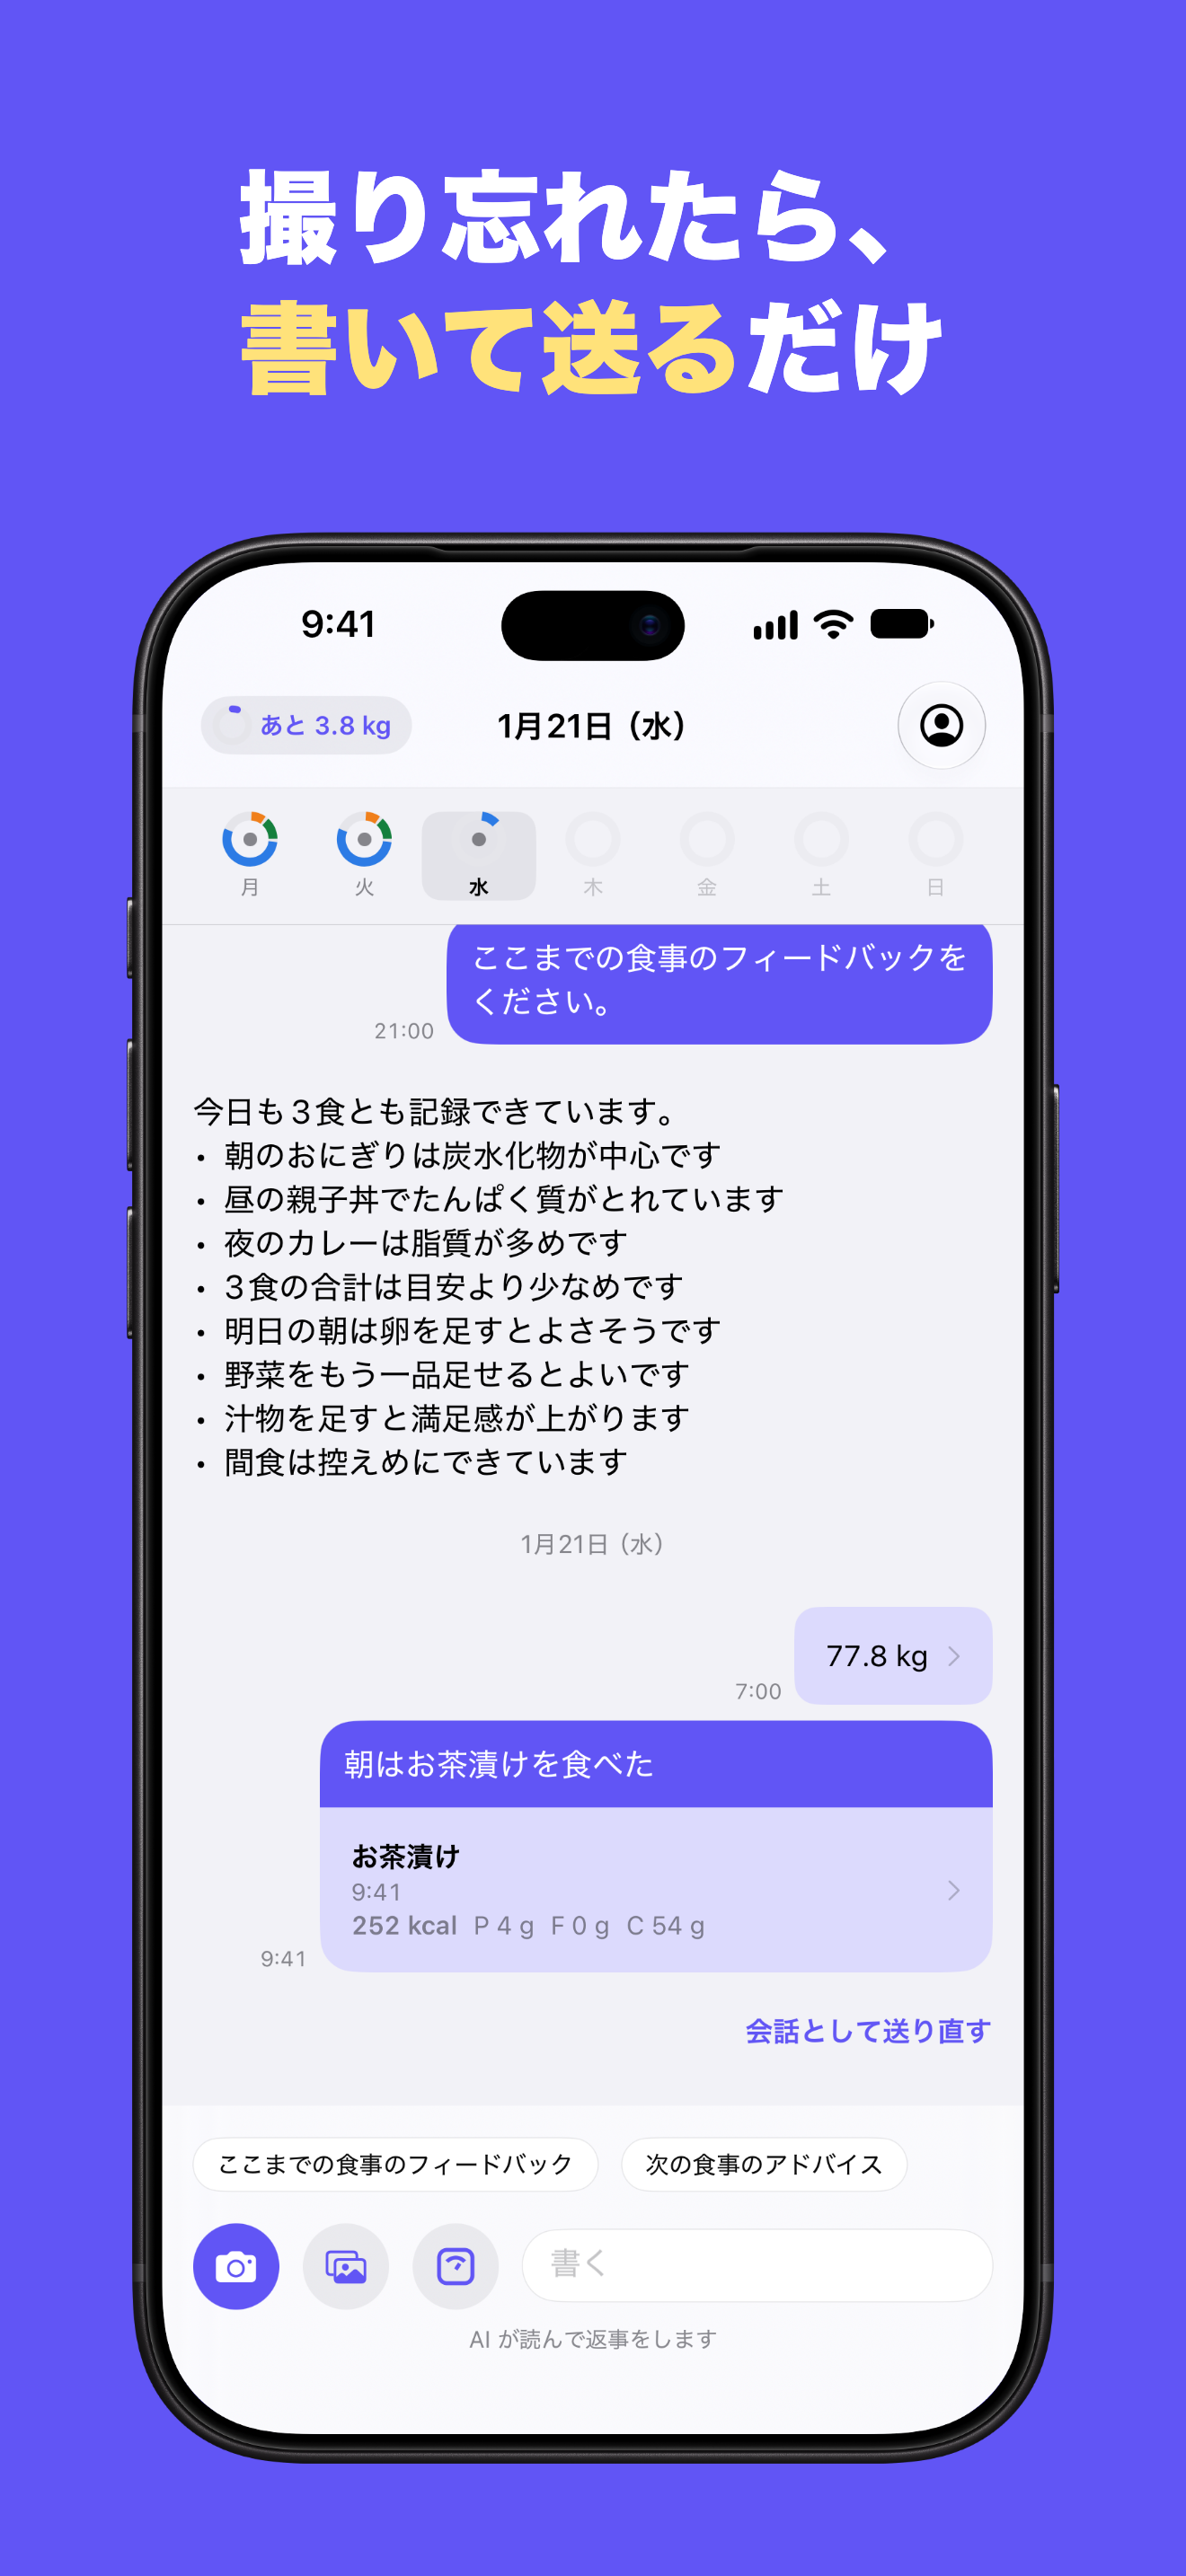 撮り忘れたら、
書いて送るだけ
9:41
あと 3.8 kg
1月21日（水）
月 火 水 木 金 土 日
ここまでの食事のフィードバックを
ください。
21:00
今日も3食とも記録できています。
• 朝のおにぎりは炭水化物が中心です
• 昼の親子丼でたんぱく質がとれています
• 夜のカレーは脂質が多めです
• 3食の合計は目安より少なめです
• 明日の朝は卵を足すとよさそうです
• 野菜をもう一品足せるとよいです
• 汁物を足すと満足感が上がります
• 間食は控えめにできています
1月21日（水）
77.8 kg
7:00
朝はお茶漬けを食べた
お茶漬け
9:41
252 kcal P 4 g F 0 g C 54 g
9:41
会話として送り直す
ここまでの食事のフィードバック 次の食事のアドバイス
書く
AI が読んで返事をします